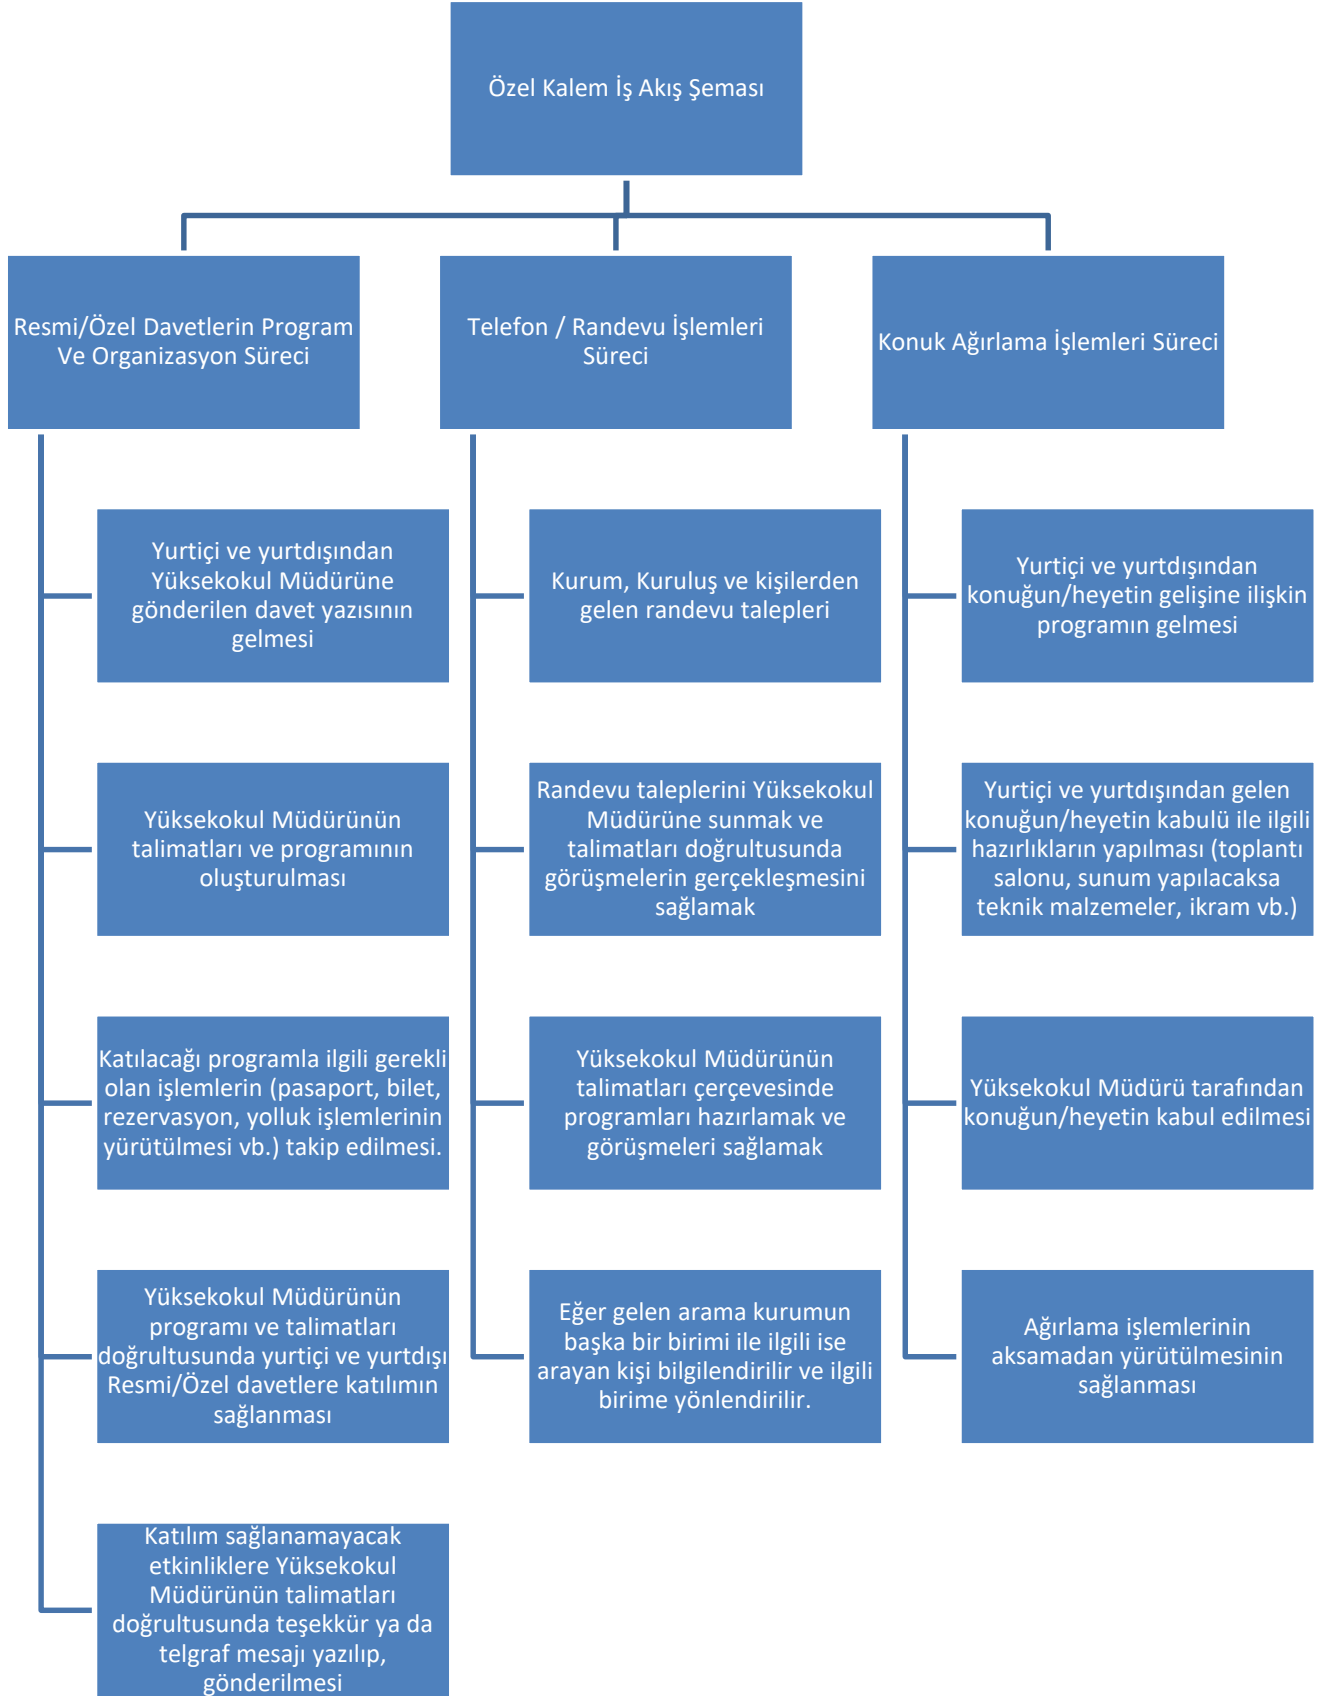 Özel Kalem İş Akış Şeması
Resmi/Özel Davetlerin Program
Ve Organizasyon Süreci
Yurtiçi ve yurtdışından
Yüksekokul Müdürüne
gönderilen davet yazısının
gelmesi
Yüksekokul Müdürünün
talimatları ve programının
oluşturulması
Katılacağı programla ilgili gerekli
olan işlemlerin (pasaport, bilet,
rezervasyon, yolluk işlemlerinin
yürütülmesi vb.) takip edilmesi.
Yüksekokul Müdürünün
programı ve talimatları
doğrultusunda yurtiçi ve yurtdışı
Resmi/Özel davetlere katılımın
sağlanması
Katılım sağlanamayacak
etkinliklere Yüksekokul
Müdürünün talimatları
doğrultusunda teşekkür ya da
telgraf mesajı yazılıp,
gönderilmesi
Telefon / Randevu İşlemleri
Süreci
Kurum, Kuruluş ve kişilerden
gelen randevu talepleri
Randevu taleplerini Yüksekokul
Müdürüne sunmak ve
talimatları doğrultusunda
görüşmelerin gerçekleşmesini
sağlamak
Yüksekokul Müdürünün
talimatları çerçevesinde
programları hazırlamak ve
görüşmeleri sağlamak
Eğer gelen arama kurumun
başka bir birimi ile ilgili ise
arayan kişi bilgilendirilir ve ilgili
birime yönlendirilir.
Konuk Ağırlama İşlemleri Süreci
Yurtiçi ve yurtdışından
konuğun/heyetin gelişine ilişkin
programın gelmesi
Yurtiçi ve yurtdışından gelen
konuğun/heyetin kabulü ile ilgili
hazırlıkların yapılması (toplantı
salonu, sunum yapılacaksa
teknik malzemeler, ikram vb.)
Yüksekokul Müdürü tarafından
konuğun/heyetin kabul edilmesi
Ağırlama işlemlerinin
aksamadan yürütülmesinin
sağlanması